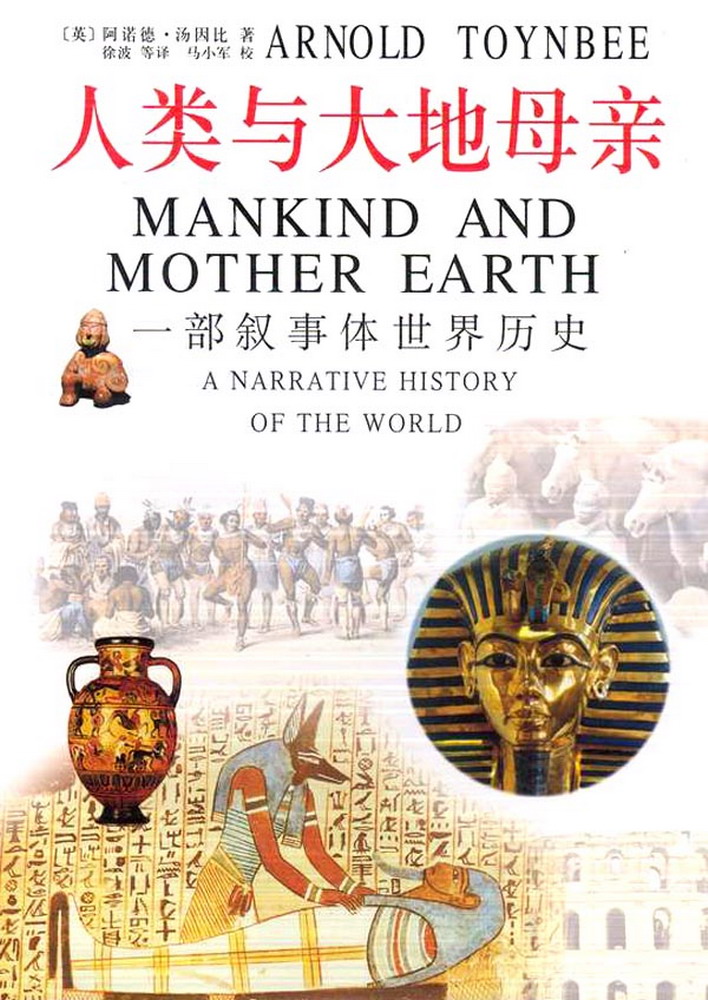 〔英〕阿诺德·汤因比 著
徐波 等译 马小军 校
ARNOLD TOYNBEE
人类与大地母亲
MANKIND AND
MOTHER EARTH
一部叙事体世界历史
A NARRATIVE HISTORY
OF THE WORLD